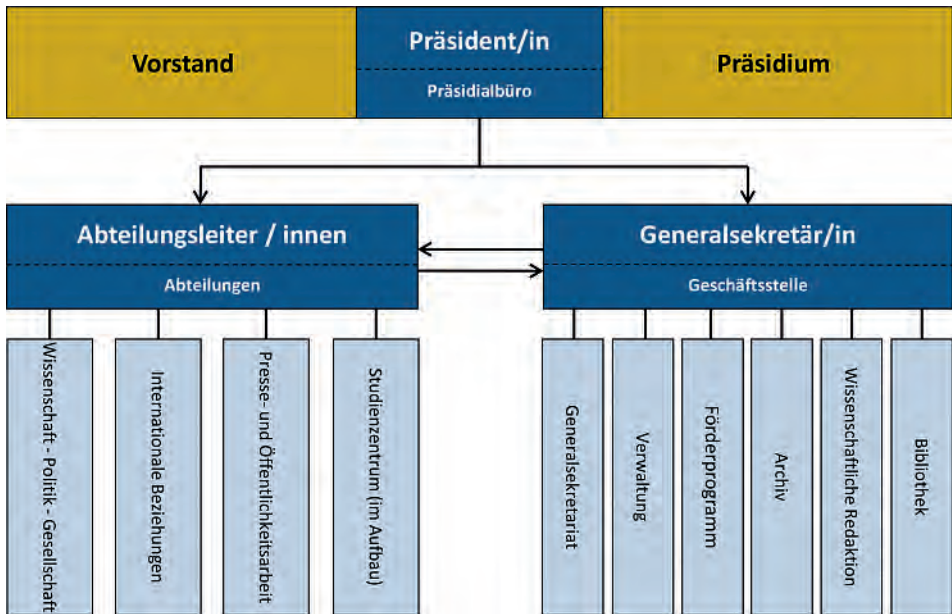 Vorstand
Präsident/in
Präsidialbüro
Präsidium
Abteilungsleiter / innen
Abteilungen
Generalsekretär/in
Geschäftsstelle
Wissenschaft - Politik - Gesellschaft
Internationale Beziehungen
Presse- und Öffentlichkeitsarbeit
Studienzentrum (im Aufbau)
Generalsekretariat
Verwaltung
Förderprogramm
Archiv
Wissenschaftliche Redaktion
Bibliothek